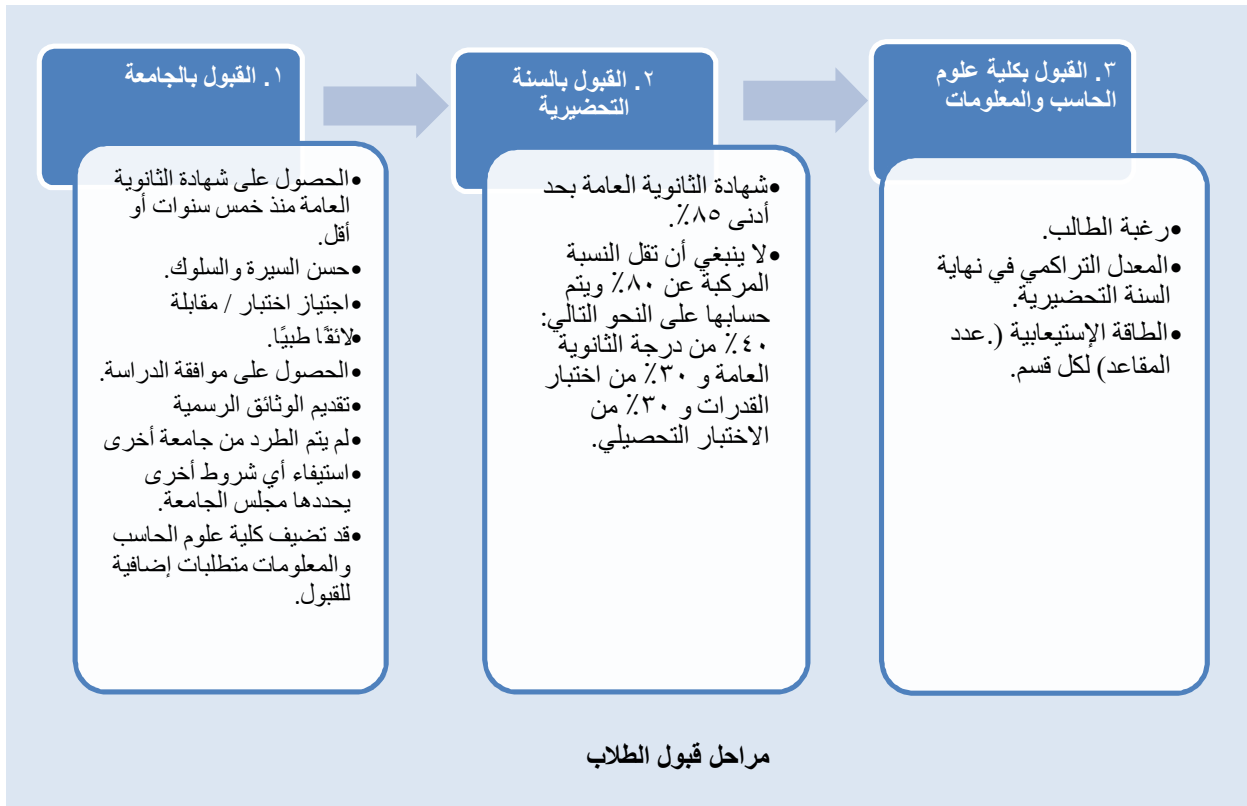 ١. القبول بالجامعة
•الحصول على شهادة الثانوية
العامة منذ خمس سنوات أو
أقل.
•حسن السيرة والسلوك.
•اجتياز اختبار / مقابلة
•لائقًا طبيًا.
•الحصول على موافقة الدراسة.
•تقديم الوثائق الرسمية
•لم يتم الطرد من جامعة أخرى
•استيفاء أي شروط أخرى
يحددها مجلس الجامعة.
•قد تضيف كلية علوم الحاسب
والمعلومات متطلبات إضافية
للقبول.
٢. القبول بالسنة
التحضيرية
•شهادة الثانوية العامة بحد
أدنى ٨٥٪.
•لا ينبغي أن تقل النسبة
المركبة عن ٨٠٪ ويتم
حسابها على النحو التالي:
٤٠٪ من درجة الثانوية
العامة و ٣٠٪ من اختبار
القدرات و ٣٠٪ من
الاختبار التحصيلي.
٣. القبول بكلية علوم
الحاسب والمعلومات
•رغبة الطالب.
•المعدل التراكمي في نهاية
السنة التحضيرية.
•الطاقة الإستيعابية (.عدد
المقاعد) لكل قسم.
مراحل قبول الطلاب